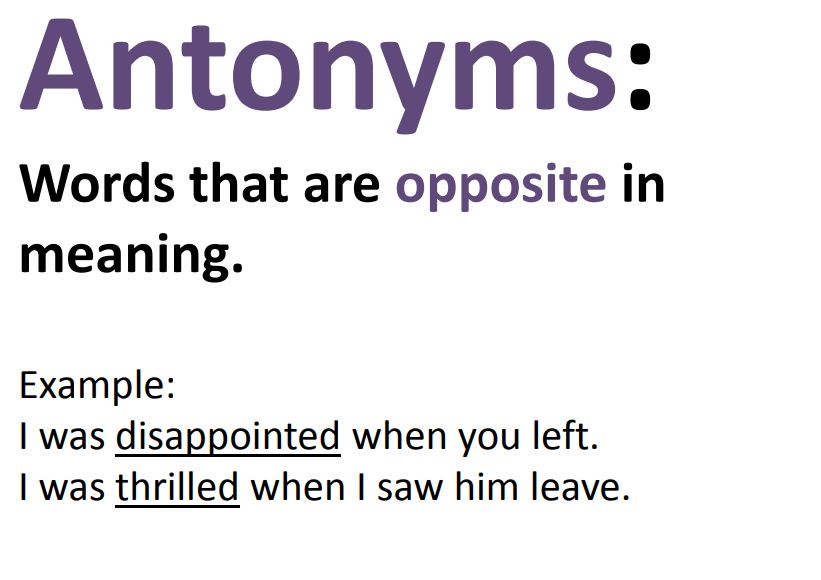 Antonyms:
Words that are opposite in
meaning.
Example:
I was disappointed when you left.
I was thrilled when I saw him leave.